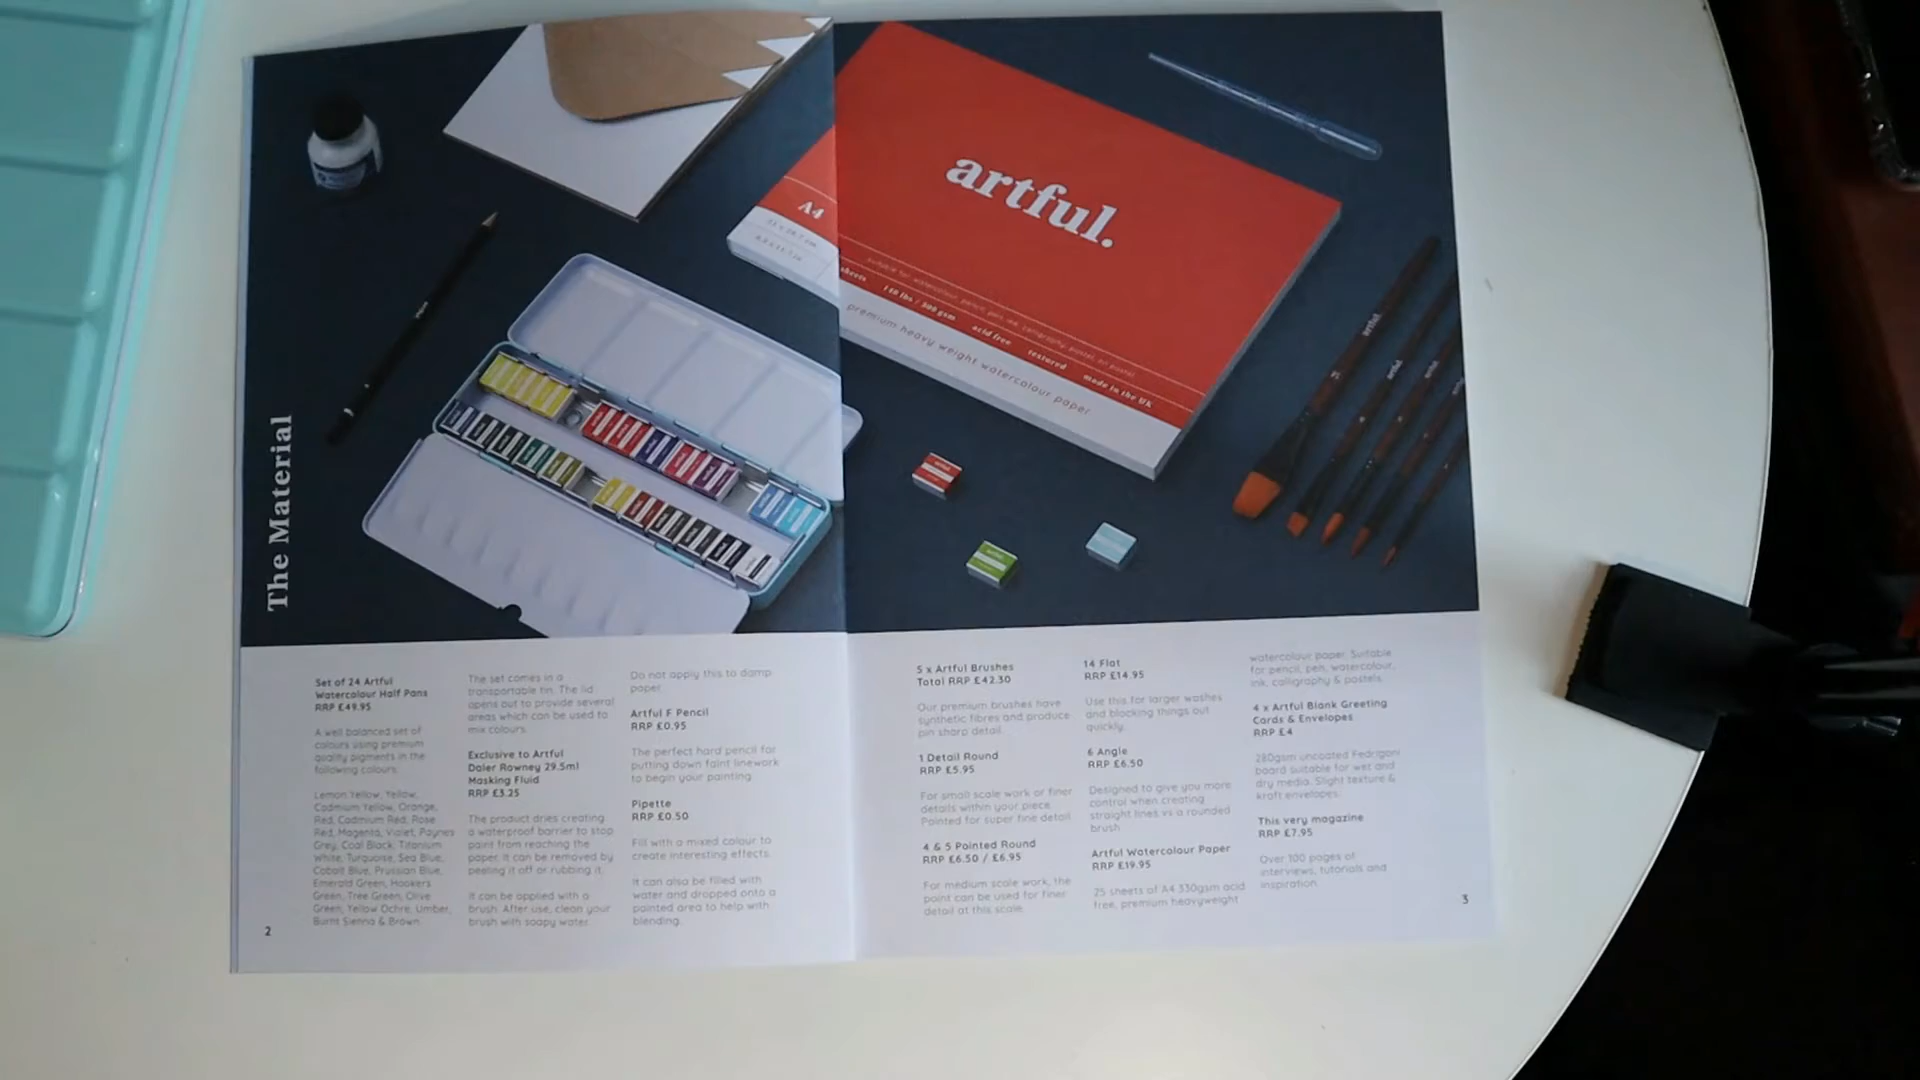 artful.
A4
21 x 29.7 cm
8.3 x 11.7 in
sheets 140 lbs / 300 gsm acid free textured made in the UK
premium heavy weight watercolour paper
artful
artful
artful
The Material
Set of 24 Artful
Watercolour Half Pans
RRP £49.95
A well balanced set of
colours using premium
quality pigments in the
following colours:
Lemon Yellow, Yellow,
Cadmium Yellow, Orange,
Red, Cadmium Red, Rose
Red, Magenta, Violet, Paynes
Grey, Coal Black, Titanium
White, Turquoise, Sea Blue,
Cobalt Blue, Prussian Blue,
Emerald Green, Hookers
Green, Tree Green, Olive
Green, Yellow Ochre, Umber,
Burnt Sienna & Brown.
2
The set comes in a
transportable tin. The lid
opens out to provide several
areas which can be used to
mix colours.
Exclusive to Artful
Daler Rowney 29.5ml
Masking Fluid
RRP £3.25
The product dries creating
a waterproof barrier to stop
paint from reaching the
paper. It can be removed by
peeling it off or rubbing it.
It can be applied with a
brush. After use, clean your
brush with soapy water.
Do not apply this to damp
paper.
Artful F Pencil
RRP £0.95
The perfect hard pencil for
putting down faint linework
to begin your painting.
Pipette
RRP £0.50
Fill with a mixed colour to
create interesting effects.
It can also be filled with
water and dropped onto a
painted area to help with
blending.
5 x Artful Brushes
Total RRP £42.30
Our premium brushes have
synthetic fibres and produce
pin sharp detail.
1 Detail Round
RRP £5.95
For small scale work or finer
details within your piece.
Pointed for super fine detail.
4 & 5 Pointed Round
RRP £6.50 / £6.95
For medium scale work, the
point can be used for finer
detail at this scale.
14 Flat
RRP £14.95
Use this for larger washes
and blocking things out
quickly.
6 Angle
RRP £6.50
Designed to give you more
control when creating
straight lines vs a rounded
brush
Artful Watercolour Paper
RRP £19.95
25 sheets of A4 330gsm acid
free, premium heavyweight
watercolour paper. Suitable
for pencil, pen, watercolour,
ink, calligraphy & pastels.
4 x Artful Blank Greeting
Cards & Envelopes
RRP £4
280gsm uncoated Fedrigoni
board suitable for wet and
dry media. Slight texture &
kraft envelopes.
This very magazine
RRP £7.95
Over 100 pages of
interviews, tutorials and
inspiration.
3